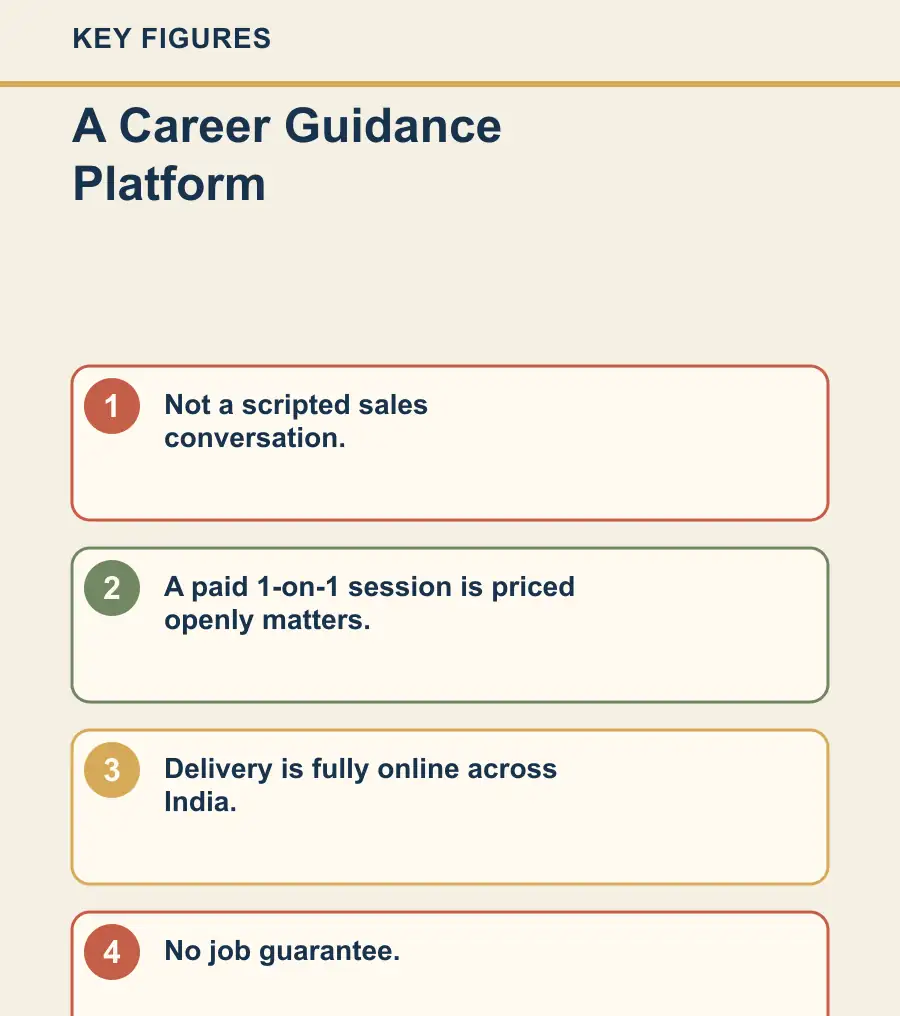 KEY FIGURES
A Career Guidance
Platform
1
Not a scripted sales
conversation.
2
A paid 1-on-1 session is priced
openly matters.
3
Delivery is fully online across
India.
4
No job guarantee.